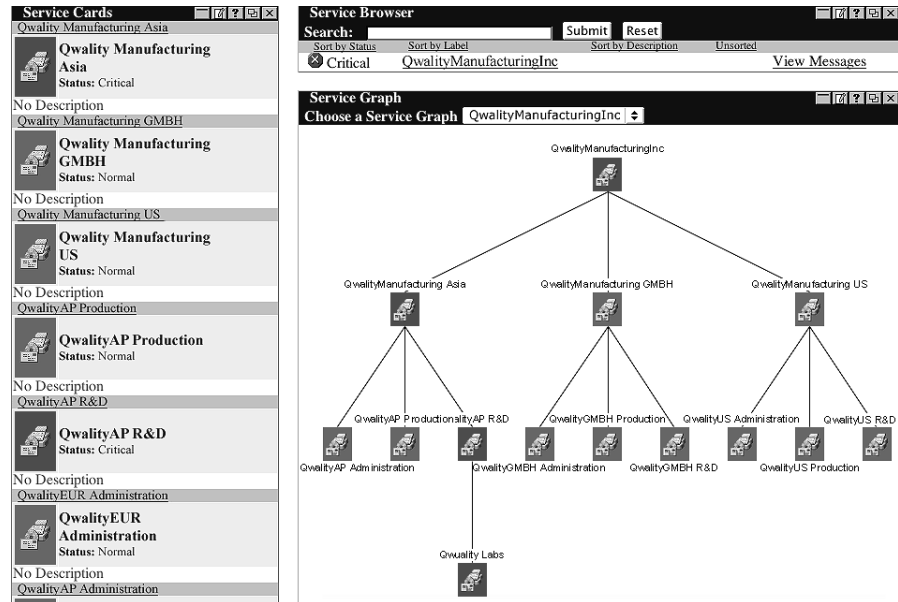 Service Cards
Qwality Manufacturing Asia
Qwality Manufacturing
Asia
Status: Critical
No Description
Qwality Manufacturing GMBH
Qwality Manufacturing
GMBH
Status: Normal
No Description
Qwality Manufacturing US
Qwality Manufacturing
US
Status: Normal
No Description
QwalityAP Production
QwalityAP Production
Status: Normal
No Description
QwalityAP R&D
QwalityAP R&D
Status: Critical
No Description
QwalityEUR Administration
QwalityEUR
Administration
Status: Normal
No Description
QwalityAP Administration
Service Browser
Search: Submit Reset
Sort by Status Sort by Label Sort by Description Unsorted
Critical QwalityManufacturingInc View Messages
Service Graph
Choose a Service Graph QwalityManufacturingInc
QwalityManufacturingInc
QwalityManufacturing Asia QwalityManufacturing GMBH QwalityManufacturing US
QwalityAP Productionsality AP R&D QwalityGMBH Production QwalityUS Administration QwalityUS R&D
QwalityAP Administration QwalityGMBH Administration QwalityGMBH R&D QwalityUS Production
Qwuality Labs